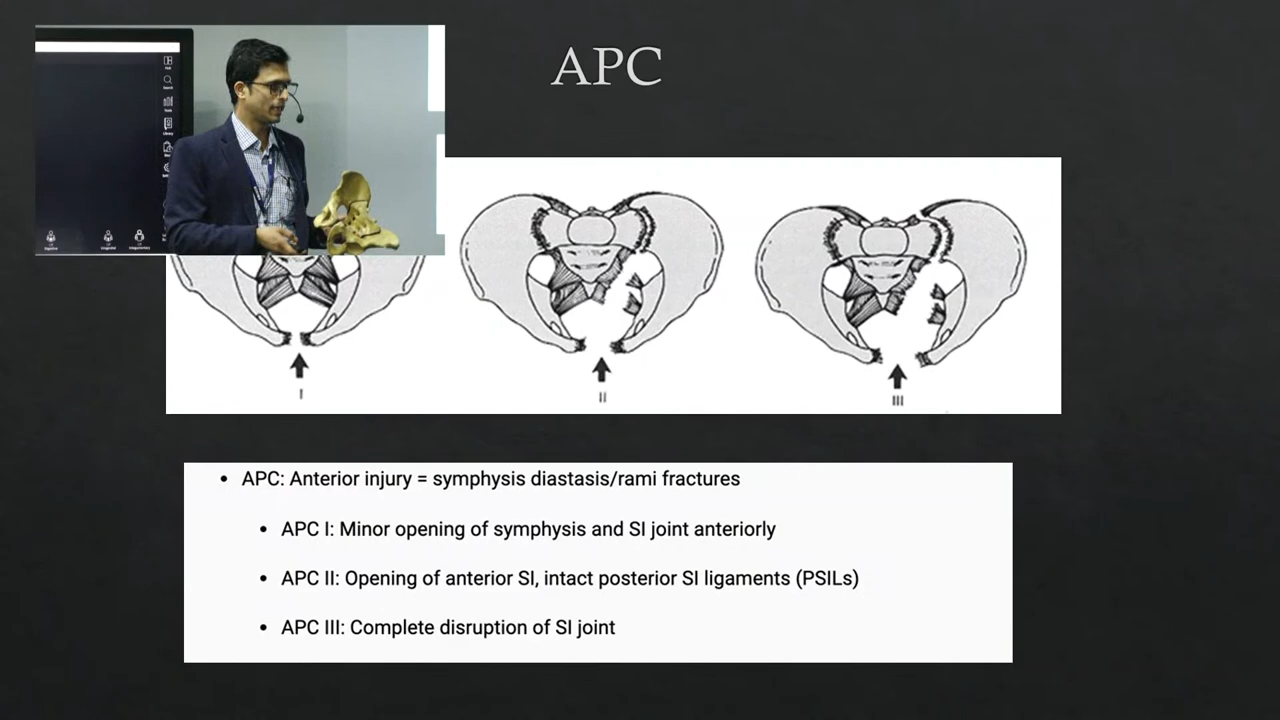 APC
I
II
III
• APC: Anterior injury = symphysis diastasis/rami fractures
• APC I: Minor opening of symphysis and SI joint anteriorly
• APC II: Opening of anterior SI, intact posterior SI ligaments (PSILs)
• APC III: Complete disruption of SI joint